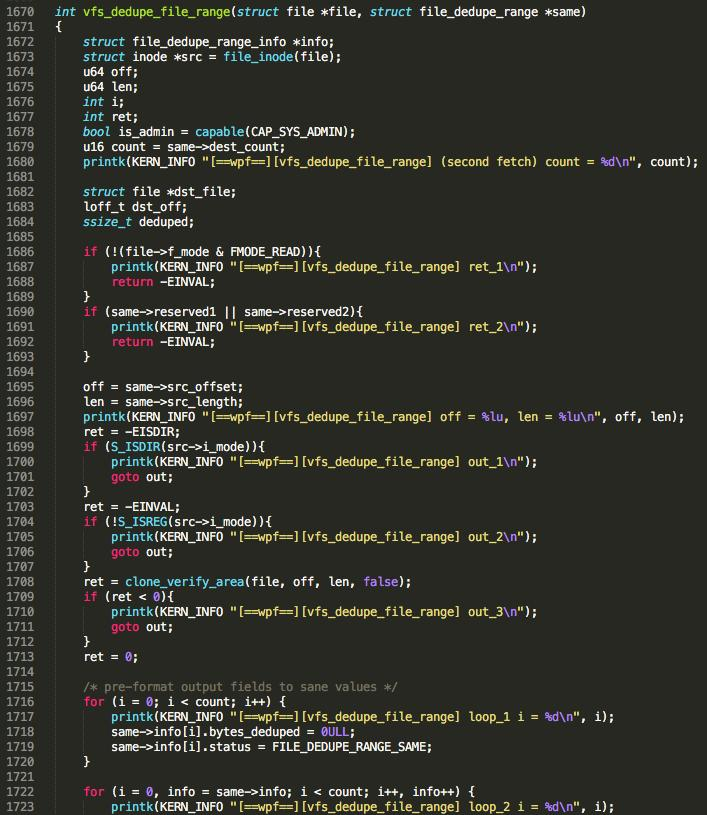 1670 int vfs_dedupe_file_range(struct file *file, struct file_dedupe_range *same)
1671 {
1672 struct file_dedupe_range_info *info;
1673 struct inode *src = file_inode(file);
1674 u64 off;
1675 u64 len;
1676 int i;
1677 int ret;
1678 bool is_admin = capable(CAP_SYS_ADMIN);
1679 u16 count = same->dest_count;
1680 printk(KERN_INFO "[==wpf==][vfs_dedupe_file_range] (second fetch) count = %d\n", count);
1681
1682 struct file *dst_file;
1683 loff_t dst_off;
1684 ssize_t deduped;
1685
1686 if (!(file->f_mode & FMODE_READ)){
1687 printk(KERN_INFO "[==wpf==][vfs_dedupe_file_range] ret_1\n");
1688 return -EINVAL;
1689 }
1690 if (same->reserved1 || same->reserved2){
1691 printk(KERN_INFO "[==wpf==][vfs_dedupe_file_range] ret_2\n");
1692 return -EINVAL;
1693 }
1694
1695 off = same->src_offset;
1696 len = same->src_length;
1697 printk(KERN_INFO "[==wpf==][vfs_dedupe_file_range] off = %lu, len = %lu\n", off, len);
1698 ret = -EISDIR;
1699 if (S_ISDIR(src->i_mode)){
1700 printk(KERN_INFO "[==wpf==][vfs_dedupe_file_range] out_1\n");
1701 goto out;
1702 }
1703 ret = -EINVAL;
1704 if (!S_ISREG(src->i_mode)){
1705 printk(KERN_INFO "[==wpf==][vfs_dedupe_file_range] out_2\n");
1706 goto out;
1707 }
1708 ret = clone_verify_area(file, off, len, false);
1709 if (ret < 0){
1710 printk(KERN_INFO "[==wpf==][vfs_dedupe_file_range] out_3\n");
1711 goto out;
1712 }
1713 ret = 0;
1714
1715 /* pre-format output fields to sane values */
1716 for (i = 0; i < count; i++) {
1717 printk(KERN_INFO "[==wpf==][vfs_dedupe_file_range] loop_1 i = %d\n", i);
1718 same->info[i].bytes_deduped = 0ULL;
1719 same->info[i].status = FILE_DEDUPE_RANGE_SAME;
1720 }
1721
1722 for (i = 0, info = same->info; i < count; i++, info++) {
1723 printk(KERN_INFO "[==wpf==][vfs_dedupe_file_range] loop_2 i = %d\n", i);